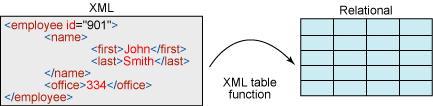 XML
Relational
<employee id="901">
<name>
<first>John</first>
<last>Smith</last>
</name>
<office>334</office>
</employee>
XML table
function